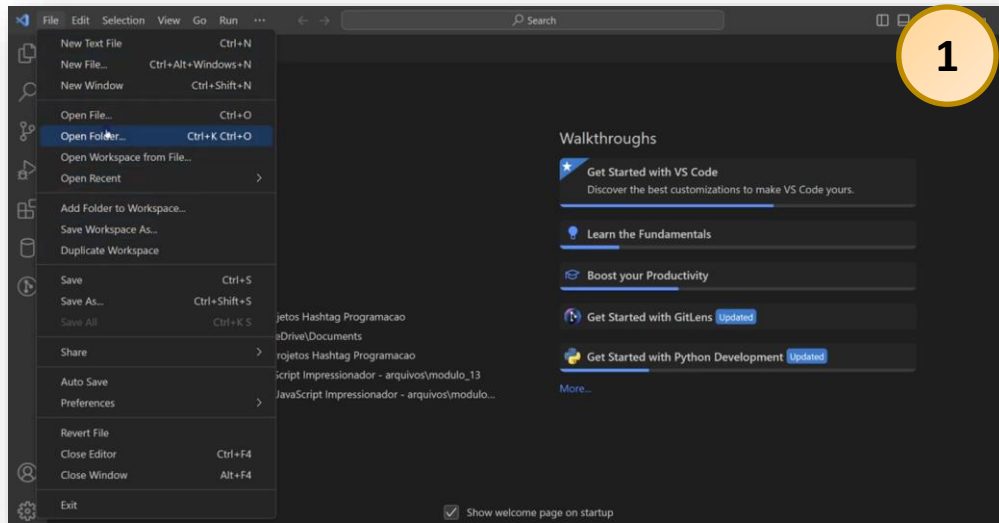 File Edit Selection View Go Run ... Search
1
New Text File Ctrl+N
New File... Ctrl+Alt+Windows+N
New Window Ctrl+Shift+N
Open File... Ctrl+O
Open Folder... Ctrl+K Ctrl+O
Open Workspace from File...
Open Recent
Add Folder to Workspace...
Save Workspace As...
Duplicate Workspace
Save Ctrl+S
Save As... Ctrl+Shift+S
Save All Ctrl+K S
Share
Auto Save
Preferences
Revert File
Close Editor Ctrl+F4
Close Window Alt+F4
Exit
jetos Hashtag Programacao
eDrive\Documents
rojetos Hashtag Programacao
Script Impressionador - arquivos\modulo_13
JavaScript Impressionador - arquivos\modulo...
Walkthroughs
Get Started with VS Code
Discover the best customizations to make VS Code yours.
Learn the Fundamentals
Boost your Productivity
Get Started with GitLens Updated
Get Started with Python Development Updated
More...
Show welcome page on startup